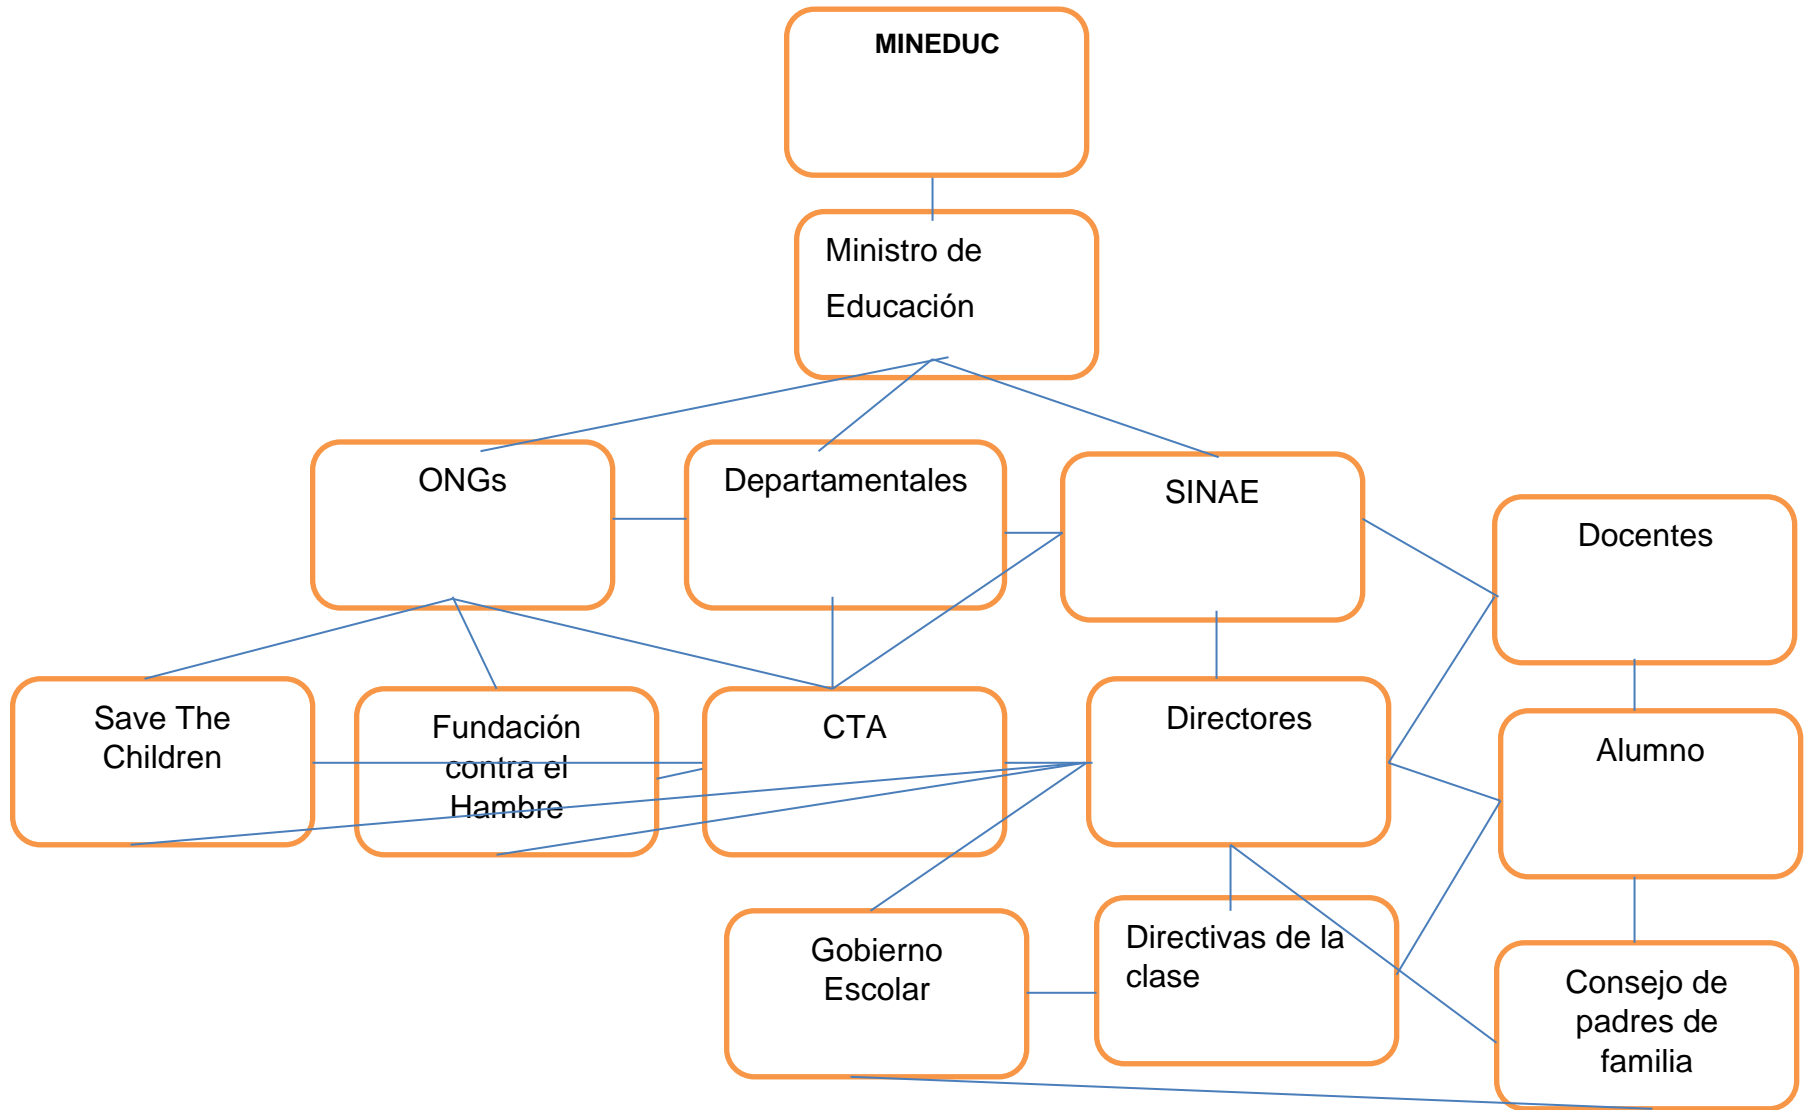 MINEDUC
Ministro de
Educación
ONGs
Departamentales
SINAE
Docentes
Save The
Children
Fundación
contra el
Hambre
CTA
Directores
Alumno
Gobierno
Escolar
Directivas de la
clase
Consejo de
padres de
familia